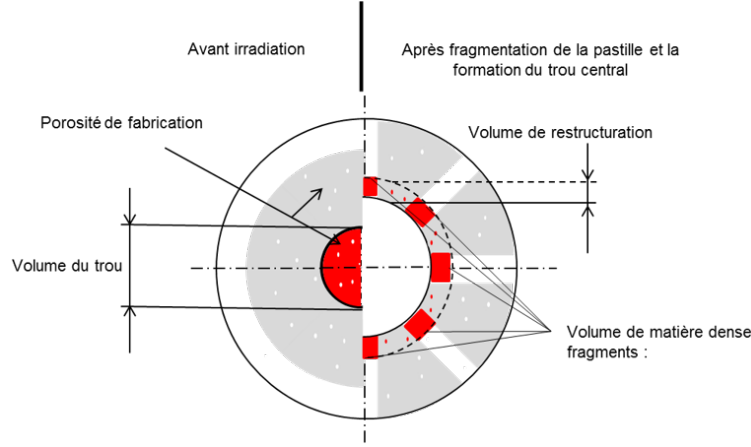 Avant irradiation
Après fragmentation de la pastille et la
formation du trou central
Porosité de fabrication
Volume de restructuration
Volume du trou
Volume de matière dense
fragments :